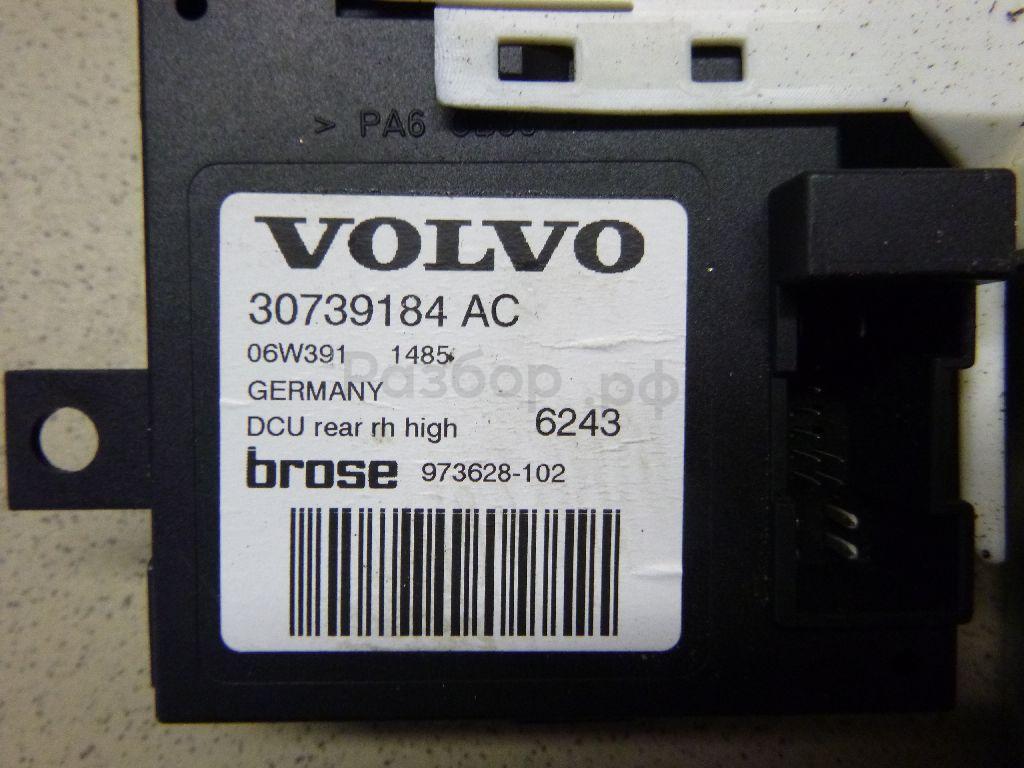 > PA6
VOLVO
30739184 AC
06W391 1485
Разбор.рф
GERMANY
DCU rear rh high 6243
brose 973628-102